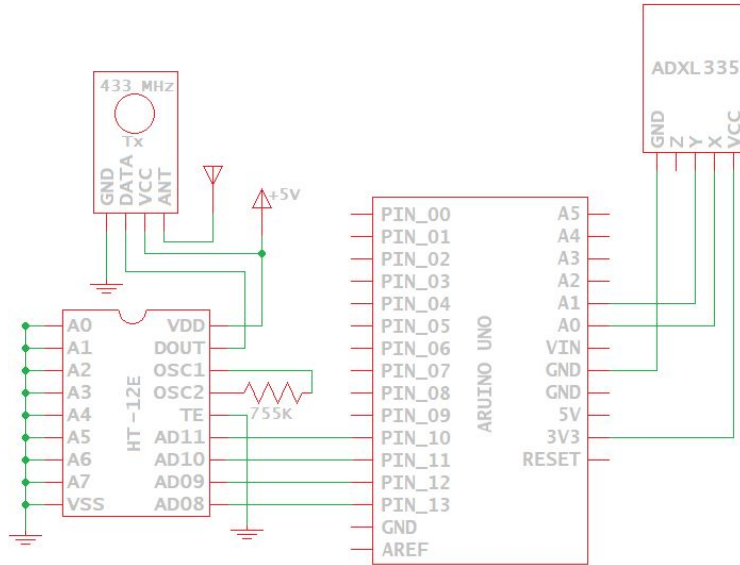 433 MHz
Tx
GND
DATA
VCC
ANT
+5V
ADXL335
GND
Z
Y
X
VCC
A0
A1
A2
A3
A4
A5
A6
A7
VSS
HT-12E
VDD
DOUT
OSC1
OSC2
TE
AD11
AD10
AD09
AD08
755K
PIN_00
PIN_01
PIN_02
PIN_03
PIN_04
PIN_05
PIN_06
PIN_07
PIN_08
PIN_09
PIN_10
PIN_11
PIN_12
PIN_13
GND
AREF
ARUINO UNO
A5
A4
A3
A2
A1
A0
VIN
GND
GND
5V
3V3
RESET